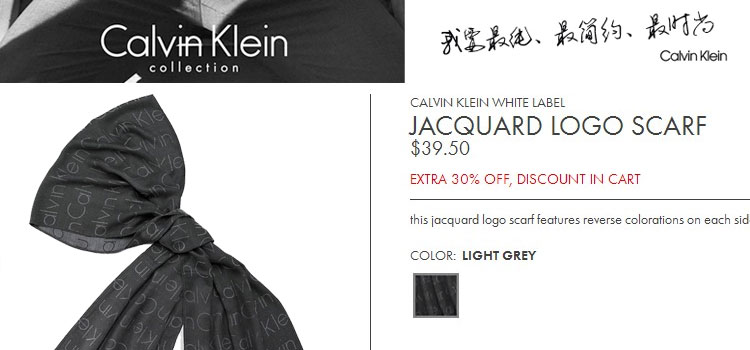 Calvin Klein
collection
我要最纯、最简约、最时尚
Calvin Klein
CALVIN KLEIN WHITE LABEL
JACQUARD LOGO SCARF
$39.50
EXTRA 30% OFF, DISCOUNT IN CART
this jacquard logo scarf features reverse colorations on each sid
COLOR: LIGHT GREY